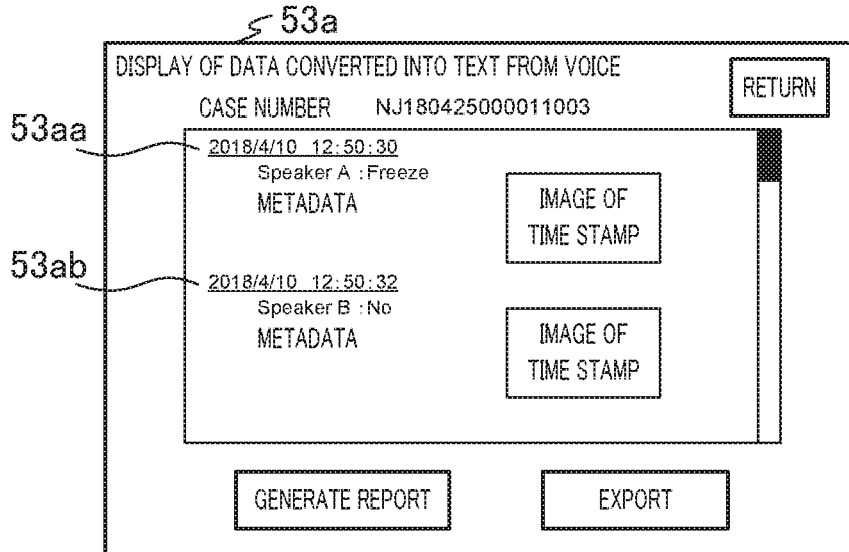 53a
DISPLAY OF DATA CONVERTED INTO TEXT FROM VOICE
RETURN
CASE NUMBER NJ180425000011003
53aa
2018/4/10 12:50:30
Speaker A :Freeze
METADATA
IMAGE OF
TIME STAMP
53ab
2018/4/10 12:50:32
Speaker B :No
METADATA
IMAGE OF
TIME STAMP
GENERATE REPORT
EXPORT